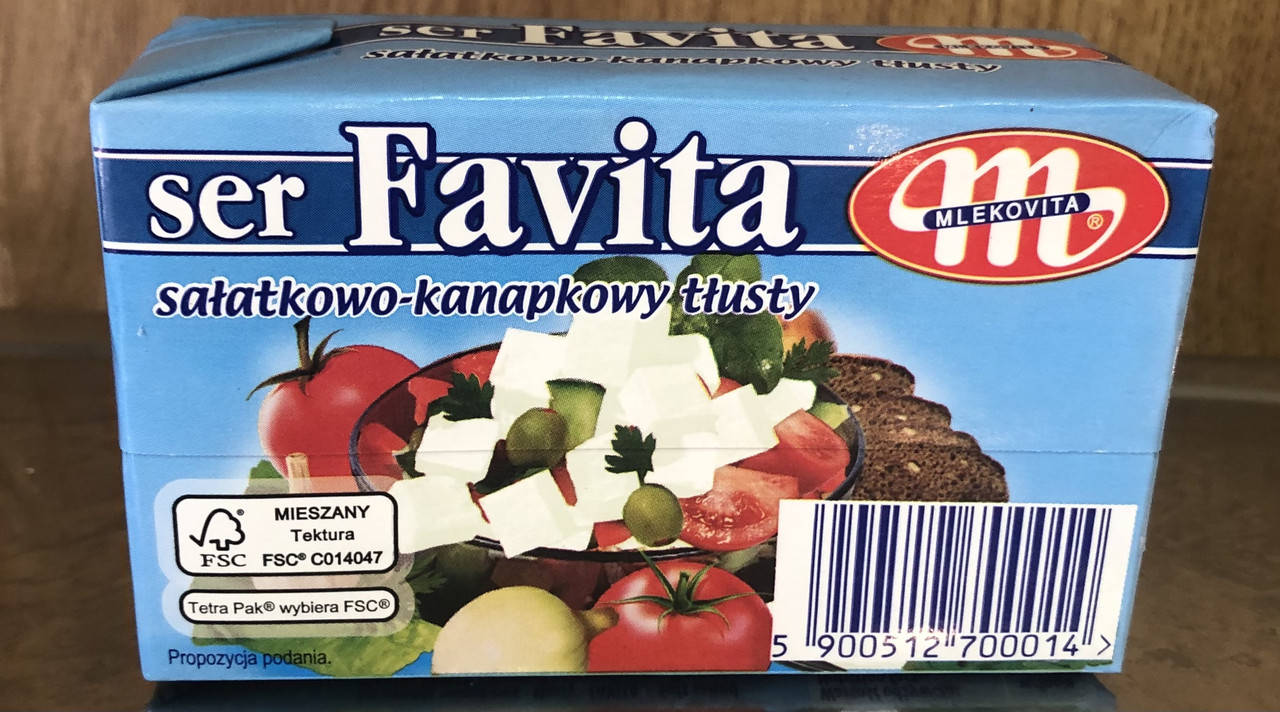 ser Favita
sałatkowo-kanapkowy tłusty
ser Favita
m
MLEKOVITA®
sałatkowo-kanapkowy tłusty
FSC®
MIESZANY
Tektura
FSC® C014047
Tetra Pak® wybiera FSC®
Propozycja podania.
5 900512 700014 >